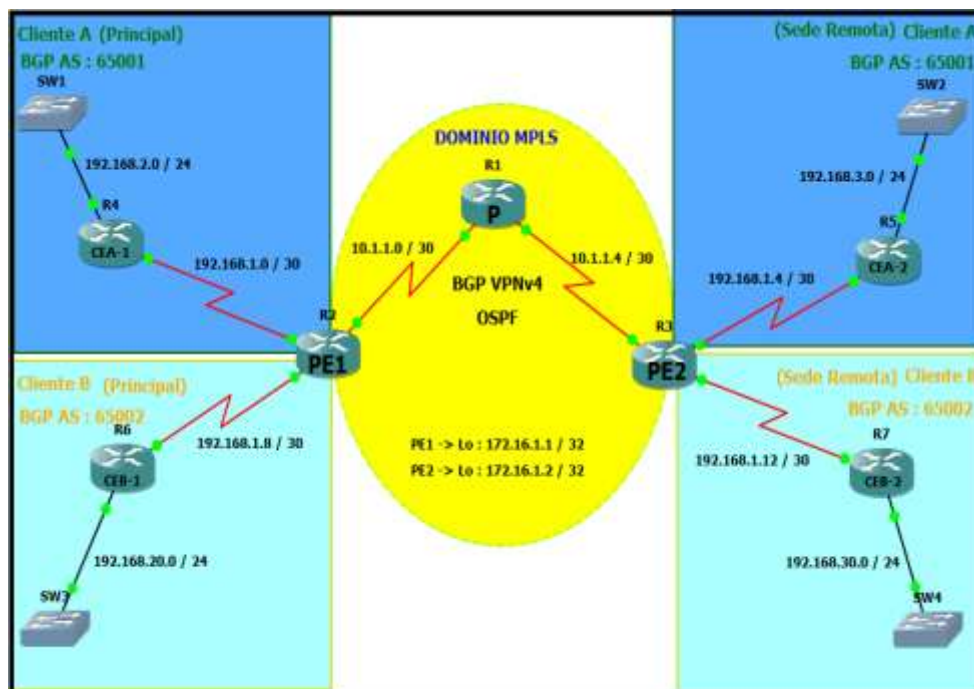 Cliente A (Principal)
BGP AS : 65001
SW1
192.168.2.0 / 24
R4
CEA-1
192.168.1.0 / 30
Cliente B (Principal)
BGP AS : 65002
R6
192.168.1.8 / 30
CEB-1
192.168.20.0 / 24
SW3
DOMINIO MPLS
R1
P
10.1.1.0 / 30
10.1.1.4 / 30
BGP VPNv4
OSPF
R2
PE1
R3
PE2
PE1 -> Lo : 172.16.1.1 / 32
PE2 -> Lo : 172.16.1.2 / 32
(Sede Remota) Cliente A
BGP AS : 65001
SW2
192.168.3.0 / 24
R5
192.168.1.4 / 30
CEA-2
(Sede Remota) Cliente B
BGP AS : 65002
R7
192.168.1.12 / 30
CEB-2
192.168.30.0 / 24
SW4